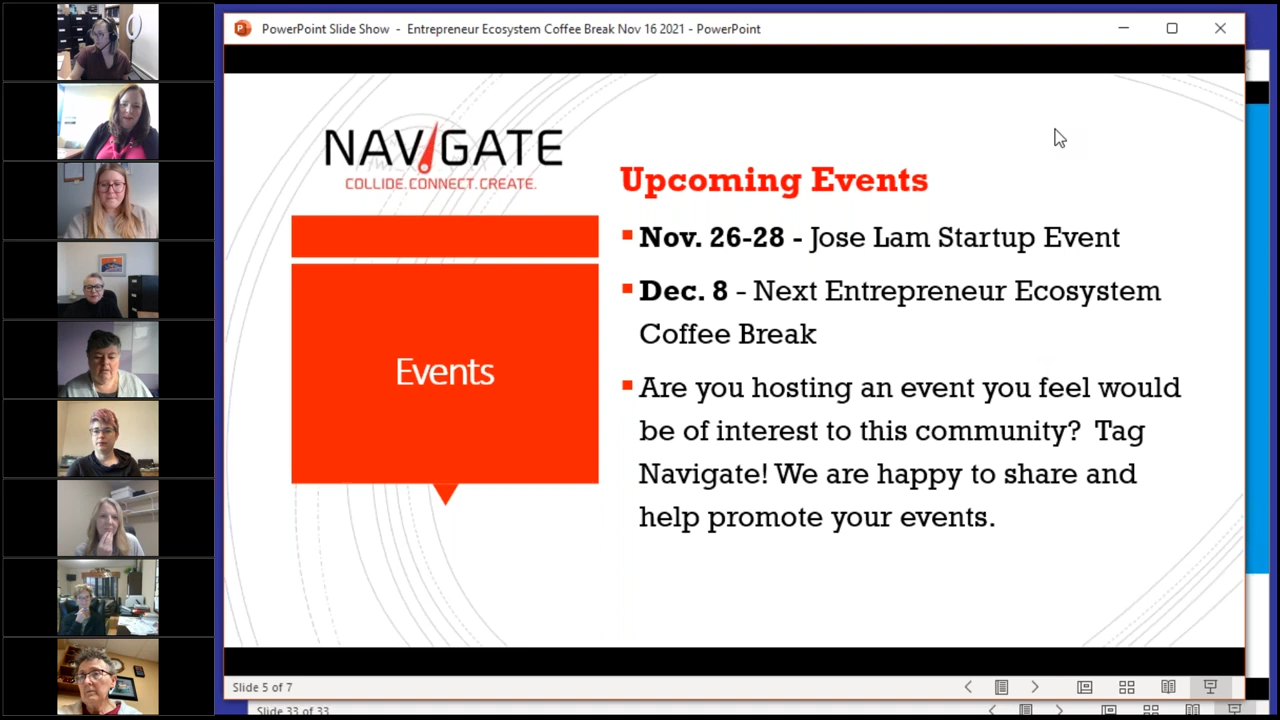 PowerPoint Slide Show - Entrepreneur Ecosystem Coffee Break Nov 16 2021 - PowerPoint
NAVIGATE
COLLIDE.CONNECT.CREATE.
Events
Upcoming Events
Nov. 26-28 - Jose Lam Startup Event
Dec. 8 - Next Entrepreneur Ecosystem
Coffee Break
Are you hosting an event you feel would
be of interest to this community? Tag
Navigate! We are happy to share and
help promote your events.
Slide 5 of 7
Slide 33 of 33